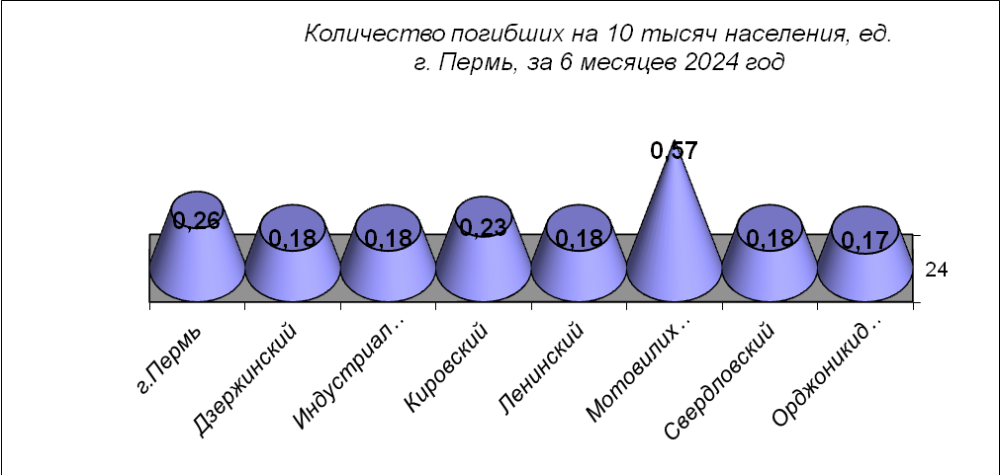 Количество погибших на 10 тысяч населения, ед.
г. Пермь, за 6 месяцев 2024 год
0,26
0,18
0,18
0,23
0,18
0,57
0,18
0,17
24
г.Пермь
Дзержинский
Индустриал..
Кировский
Ленинский
Мотовилих..
Свердловский
Орджоникид..